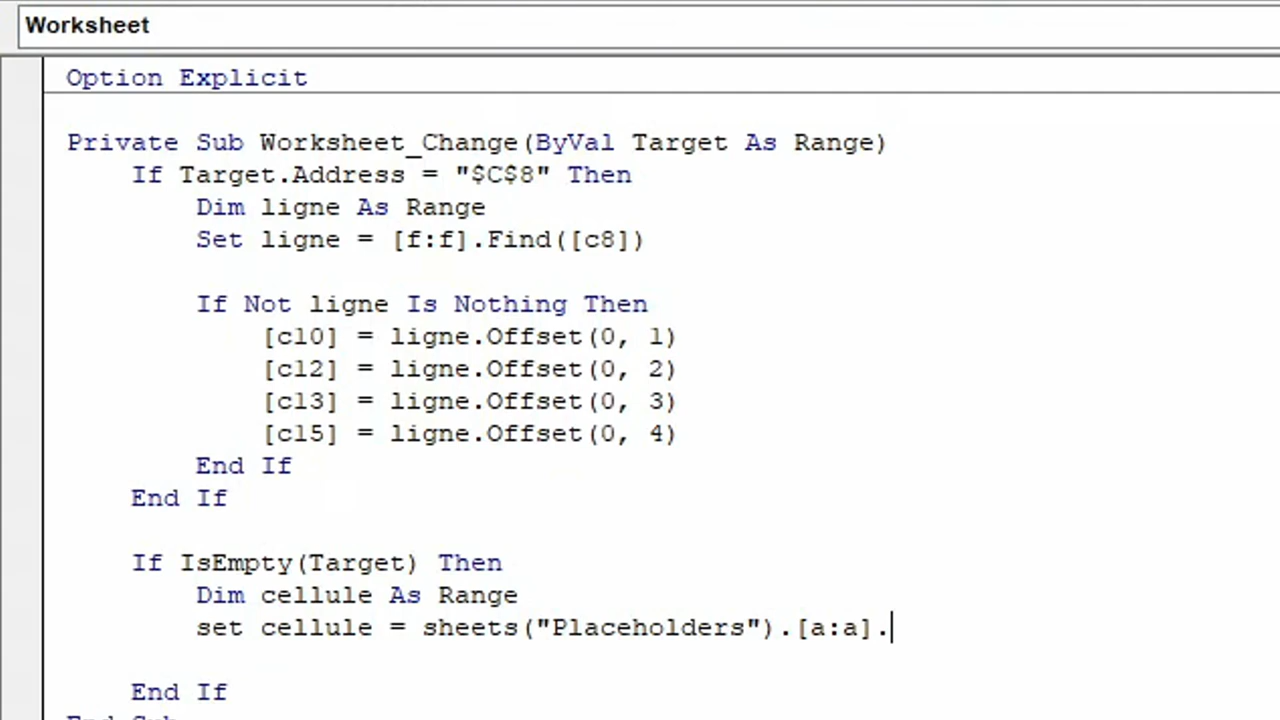 Worksheet
Option Explicit
Private Sub Worksheet_Change(ByVal Target As Range)
If Target.Address = "$C$8" Then
Dim ligne As Range
Set ligne = [f:f].Find([c8])
If Not ligne Is Nothing Then
[c10] = ligne.Offset(0, 1)
[c12] = ligne.Offset(0, 2)
[c13] = ligne.Offset(0, 3)
[c15] = ligne.Offset(0, 4)
End If
End If
If IsEmpty(Target) Then
Dim cellule As Range
set cellule = sheets("Placeholders").[a:a].
End If
End Sub